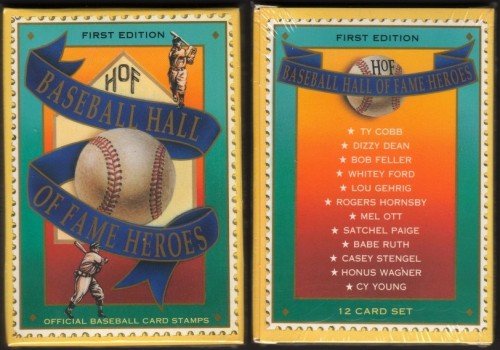 FIRST EDITION
HOF
BASEBALL HALL
OF FAME HEROES
OFFICIAL BASEBALL CARD STAMPS
FIRST EDITION
HOF
BASEBALL HALL OF FAME HEROES
★ TY COBB
★ DIZZY DEAN
★ BOB FELLER
★ WHITEY FORD
★ LOU GEHRIG
★ ROGERS HORNSBY
★ MEL OTT
★ SATCHEL PAIGE
★ BABE RUTH
★ CASEY STENGEL
★ HONUS WAGNER
★ CY YOUNG
12 CARD SET